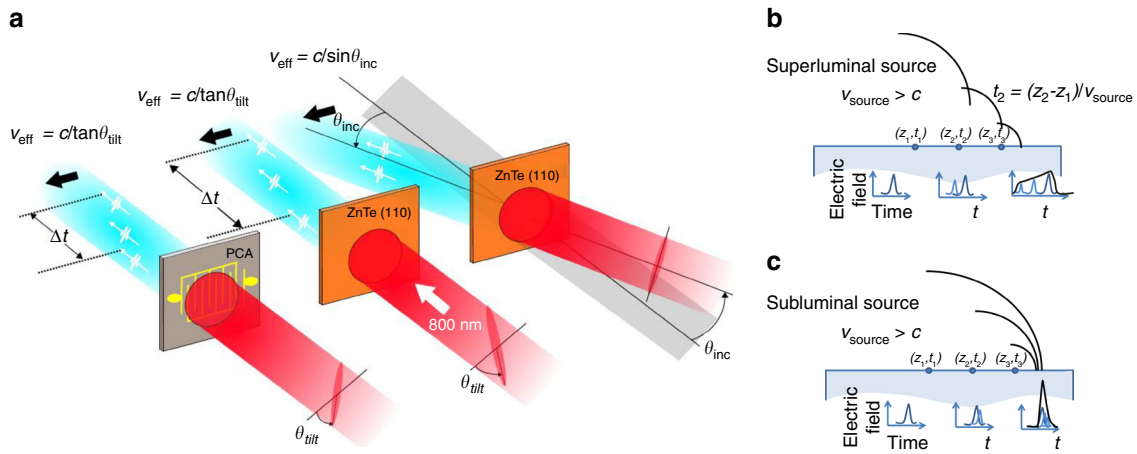 a
v_eff = c/tanθ_tilt
v_eff = c/tanθ_tilt
v_eff = c/sinθ_inc
θ_inc
Δt
Δt
PCA
ZnTe (110)
ZnTe (110)
800 nm
θ_tilt
θ_tilt
θ_inc
b
Superluminal source
v_source > c
t_2 = (z_2-z_1)/v_source
(z_1,t_1)
(z_2,t_2)
(z_3,t_3)
Electric
field
Time
t
t
c
Subluminal source
v_source > c
(z_1,t_1)
(z_2,t_2)
(z_3,t_3)
Electric
field
Time
t
t